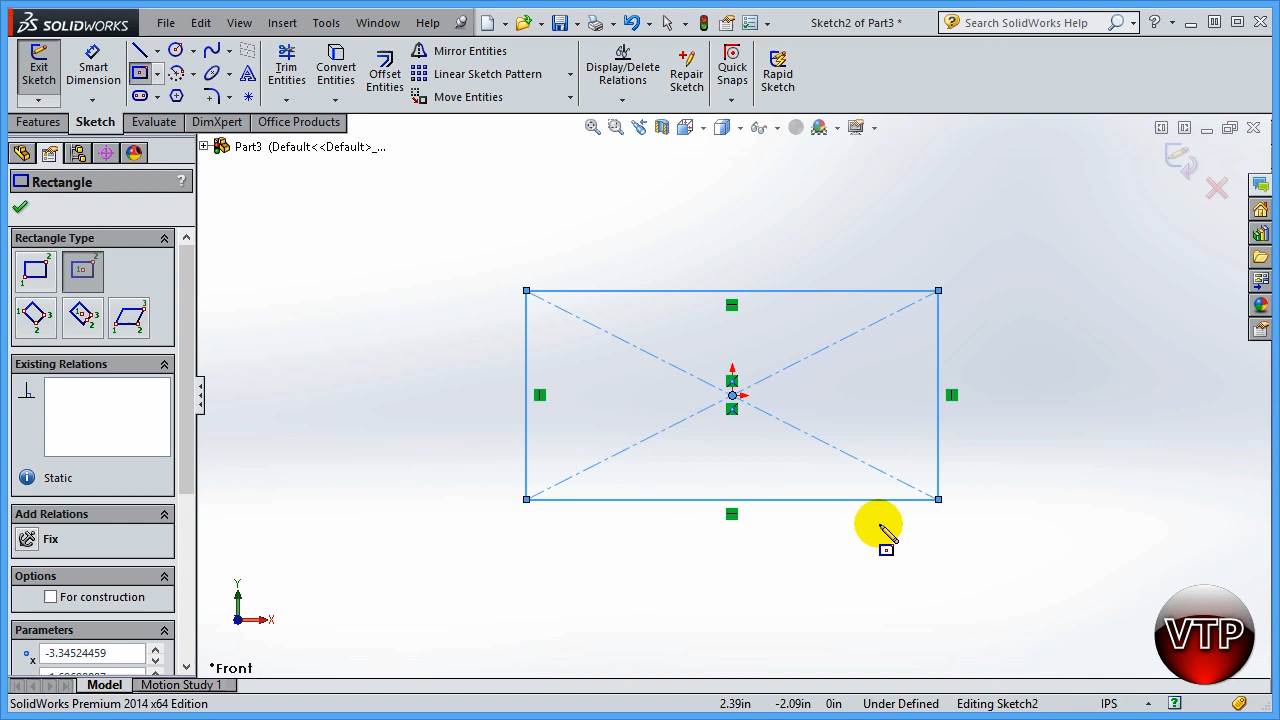 SOLIDWORKS File Edit View Insert Tools Window Help Sketch2 of Part3 * Search SolidWorks Help
Exit Sketch
Smart Dimension
Trim Entities
Convert Entities
Offset Entities
Mirror Entities
Linear Sketch Pattern
Move Entities
Display/Delete Relations
Repair Sketch
Quick Snaps
Rapid Sketch
Features Sketch Evaluate DimXpert Office Products
Part3 (Default<<Default>_...
Rectangle ?
Rectangle Type
Existing Relations
Static
Add Relations
Fix
Options
For construction
Parameters
x -3.34524459
Y
X
*Front
VTP
Model Motion Study 1
SolidWorks Premium 2014 x64 Edition 2.39in -2.09in 0in Under Defined Editing Sketch2 IPS